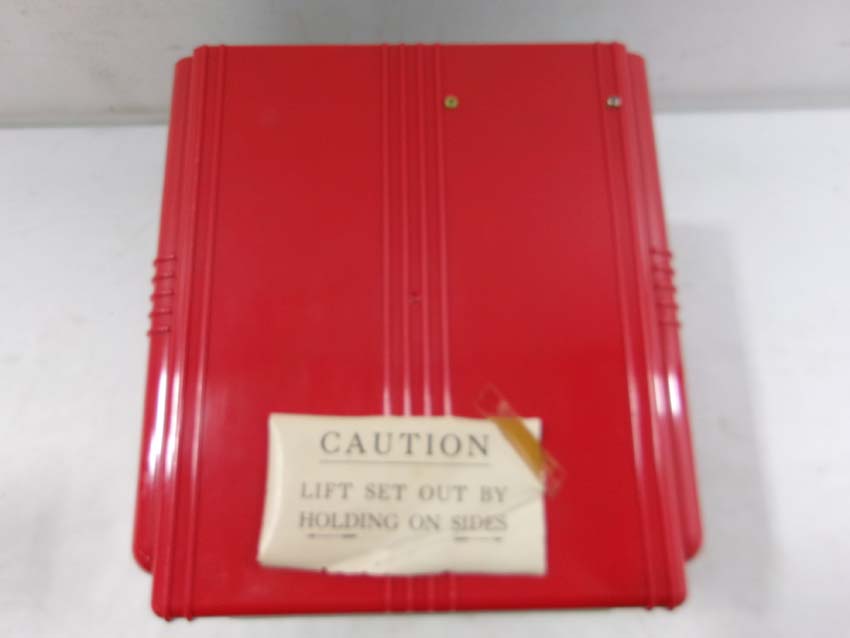 CAUTION
LIFT SET OUT BY
HOLDING ON SIDES